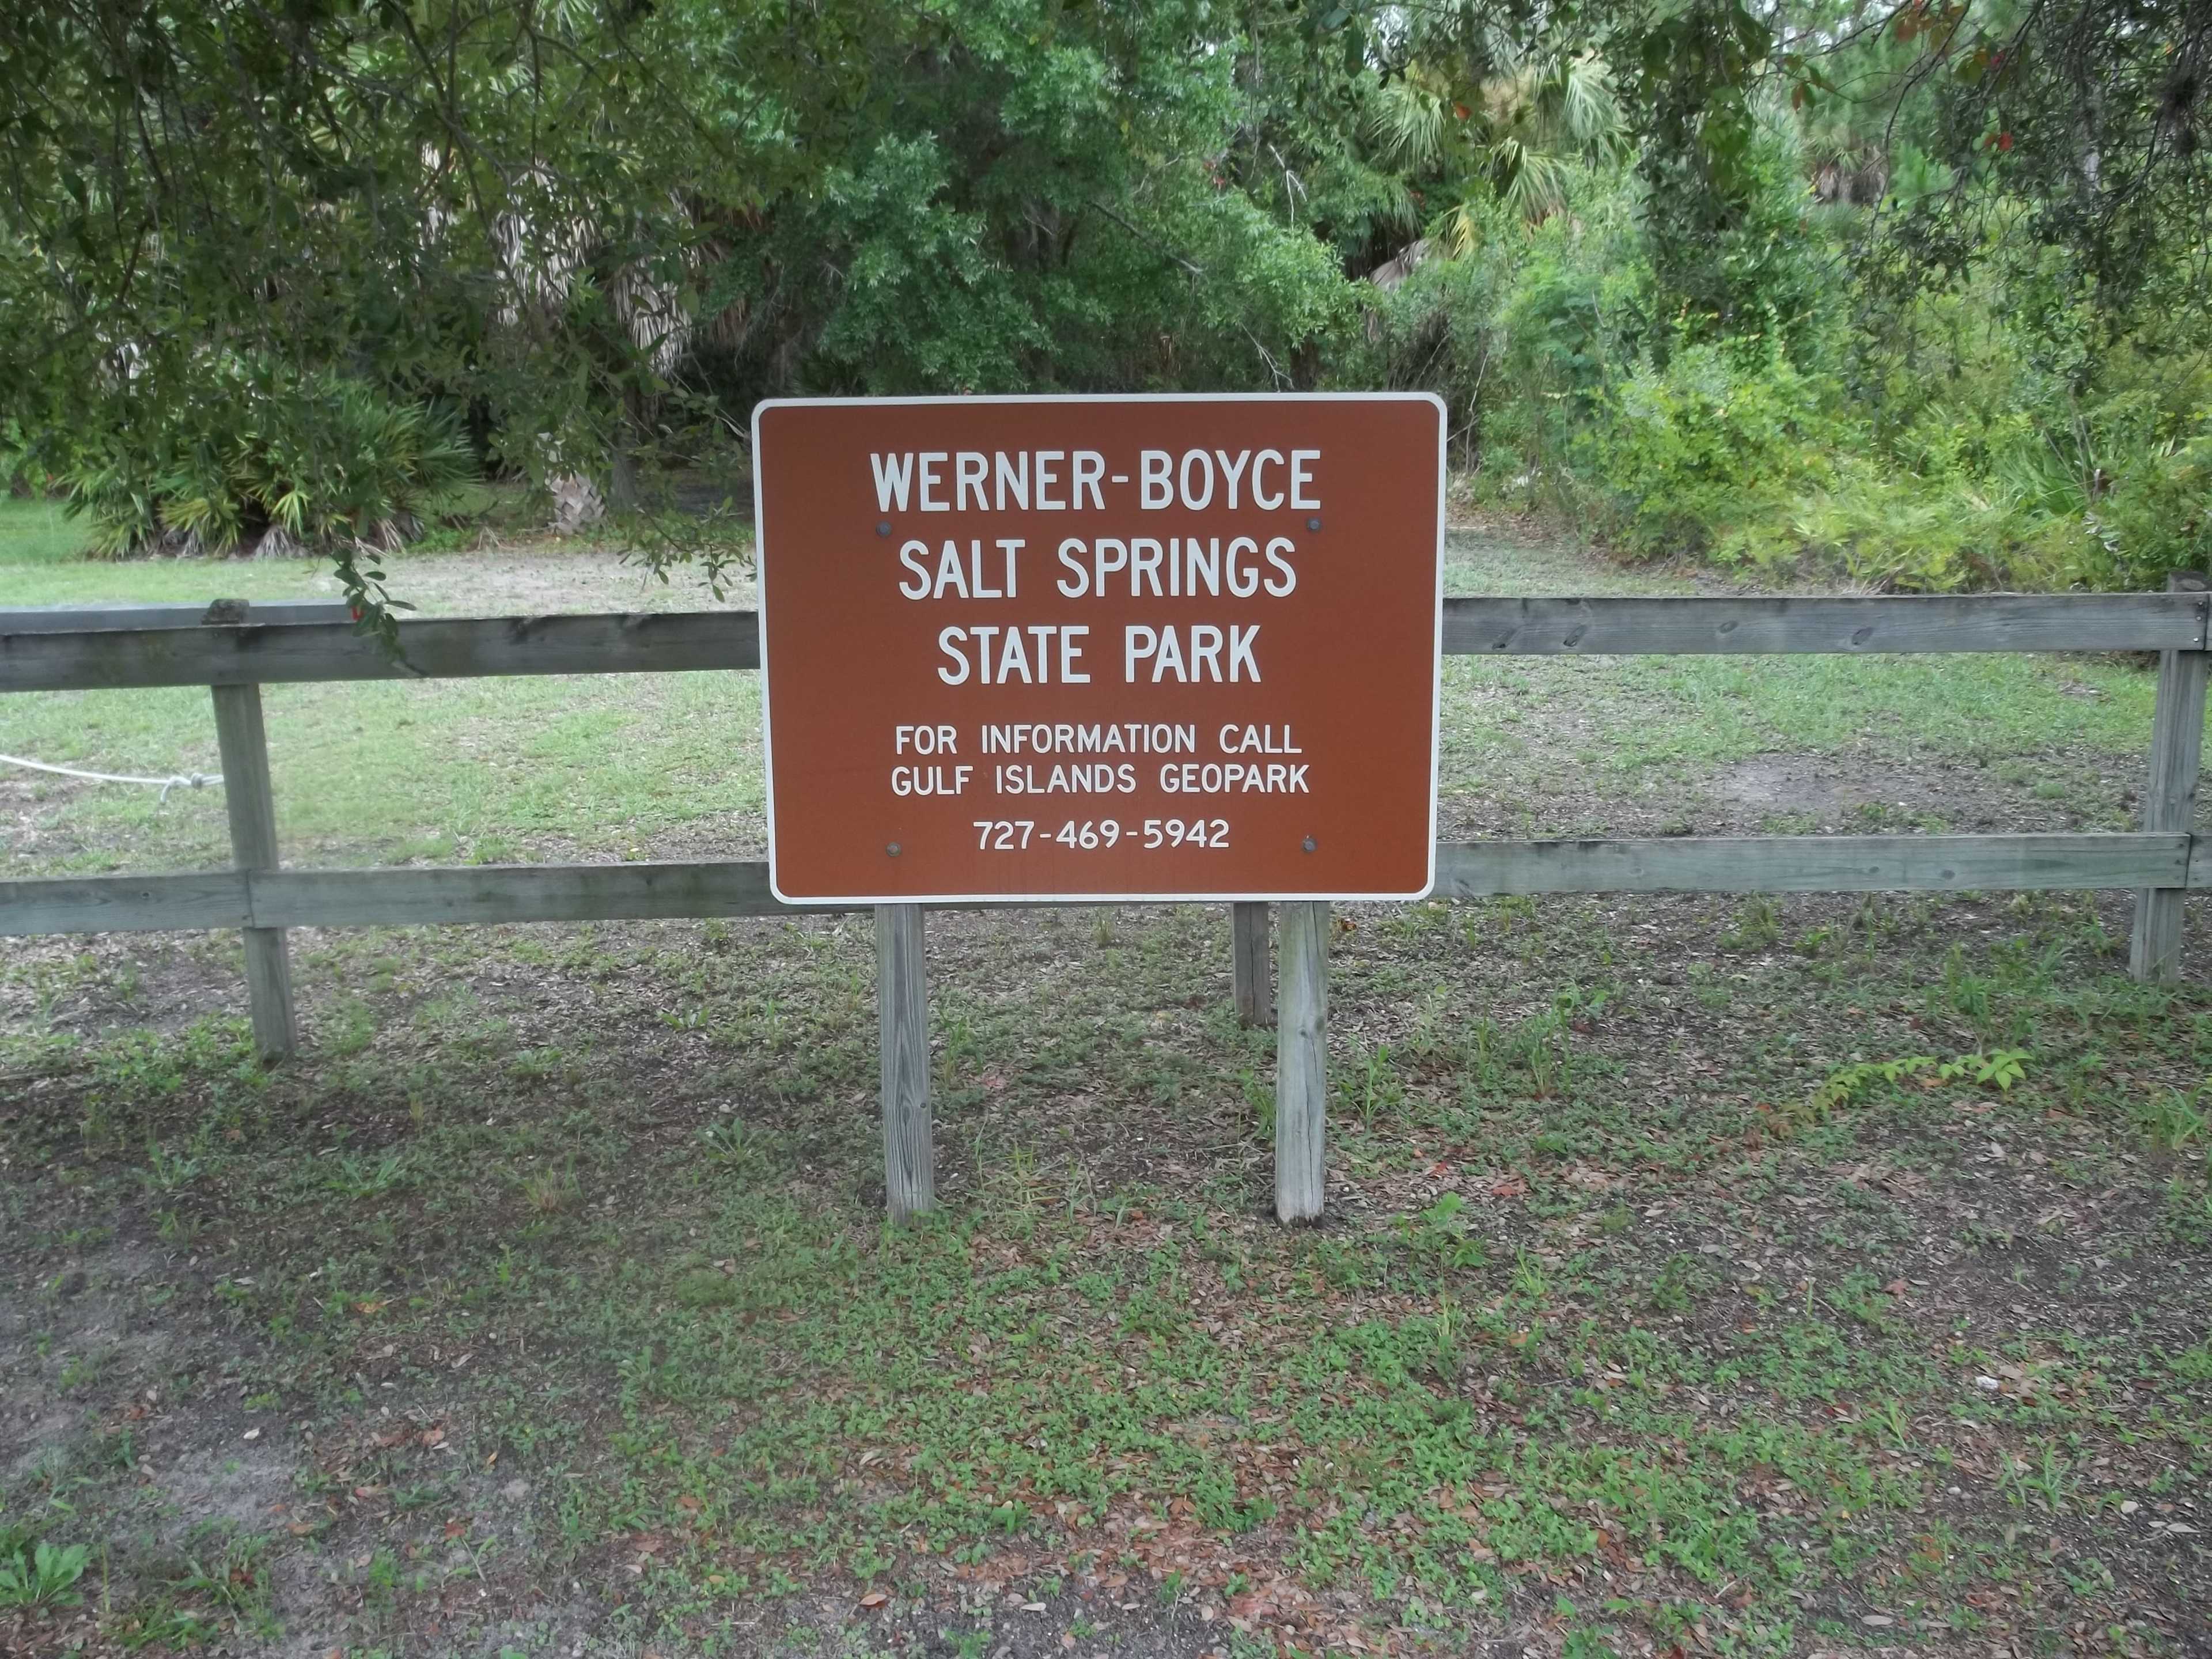 WERNER-BOYCE
SALT SPRINGS
STATE PARK
FOR INFORMATION CALL
GULF ISLANDS GEOPARK
727-469-5942